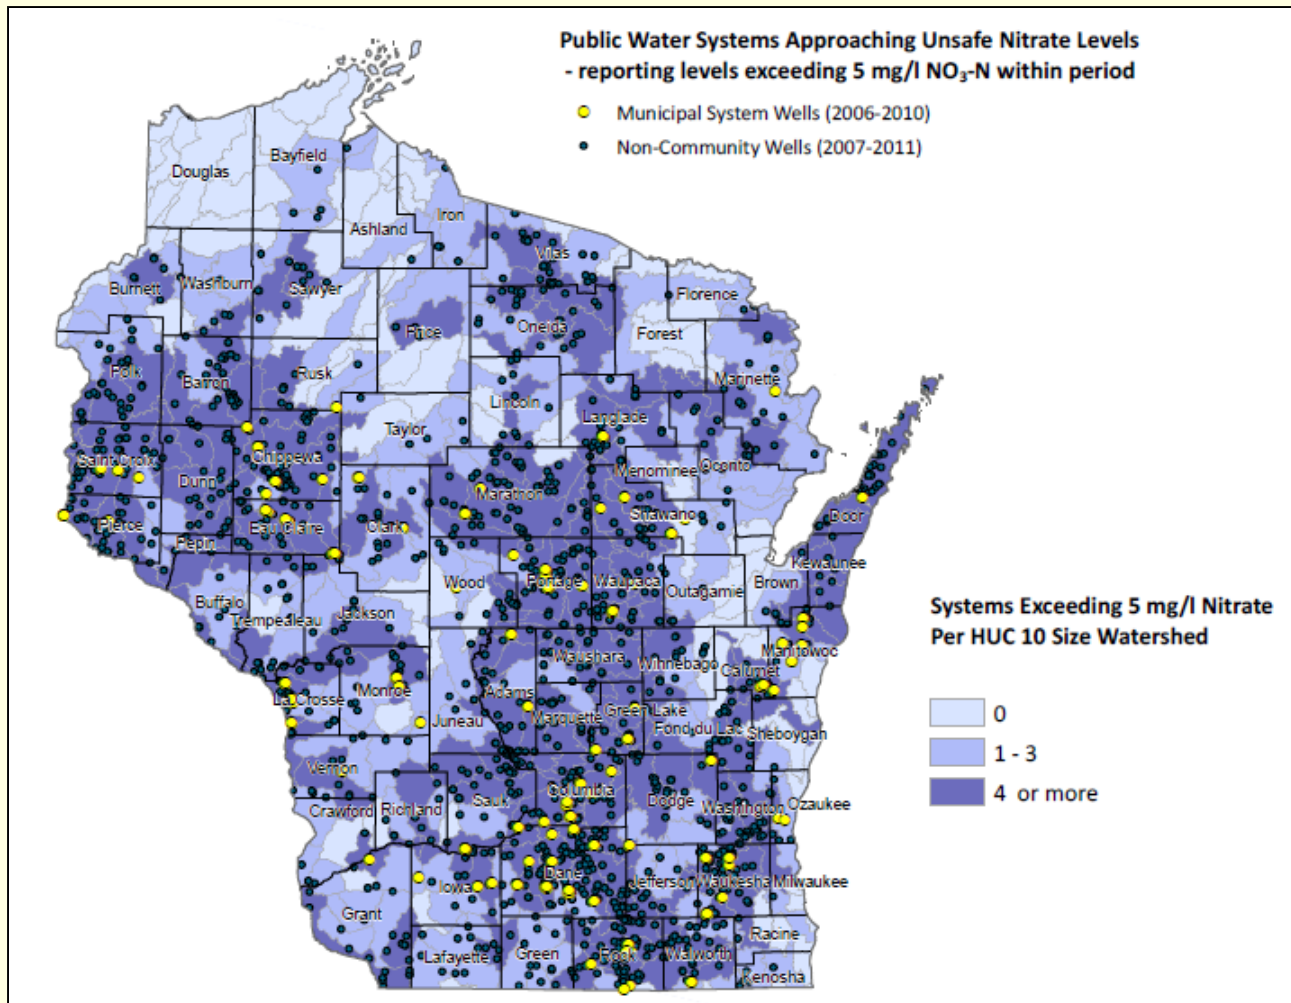 Public Water Systems Approaching Unsafe Nitrate Levels
- reporting levels exceeding 5 mg/l NO₃-N within period
Municipal System Wells (2006-2010)
Non-Community Wells (2007-2011)
Douglas
Bayfield
Ashland
Iron
Vilas
Burnett
Washburn
Sawyer
Florence
Forest
Price
Oneida
Polk
Barron
Rusk
Marinette
Lincoln
Langlade
Taylor
Saint Croix
Chippewa
Dunn
Menominee
Oconto
Marathon
Shawano
Pierce
Eau Claire
Clark
Door
Pepin
Kewaunee
Wood
Portage
Waupaca
Outagamie
Brown
Buffalo
Trempealeau
Jackson
Systems Exceeding 5 mg/l Nitrate
Per HUC 10 Size Watershed
0
1 - 3
4 or more
Waushara
Winnebago
Calumet
Manitowoc
La Crosse
Monroe
Adams
Juneau
Marquette
Green Lake
Fond du Lac
Sheboygan
Vernon
Crawford
Richland
Sauk
Columbia
Dodge
Washington
Ozaukee
Iowa
Dane
Jefferson
Waukesha
Milwaukee
Grant
Lafayette
Green
Rock
Walworth
Racine
Kenosha